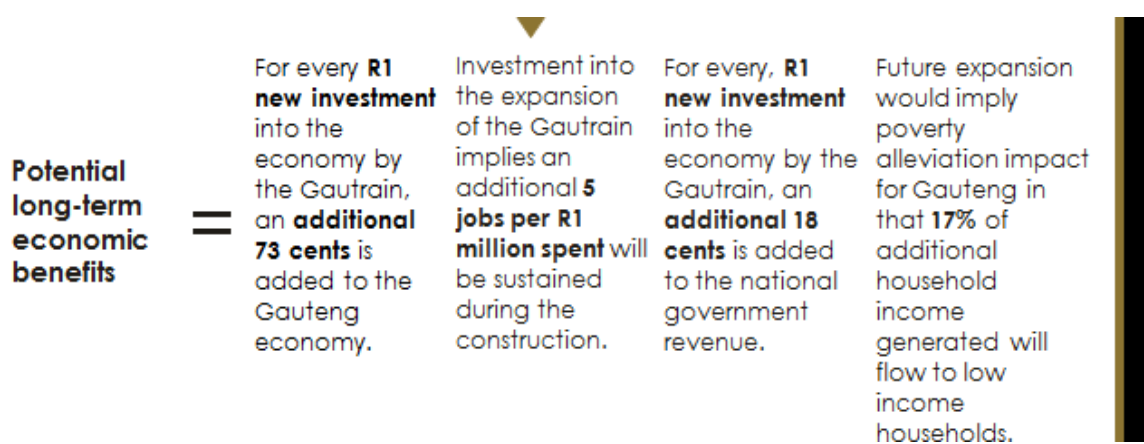 Potential
long-term
economic
benefits
=
For every R1
new investment
into the
economy by
the Gautrain,
an additional
73 cents is
added to the
Gauteng
economy.
Investment into
the expansion
of the Gautrain
implies an
additional 5
jobs per R1
million spent will
be sustained
during the
construction.
For every, R1
new investment
into the
economy by the
Gautrain, an
additional 18
cents is added
to the national
government
revenue.
Future expansion
would imply
poverty
alleviation impact
for Gauteng in
that 17% of
additional
household
income
generated will
flow to low
income
households.